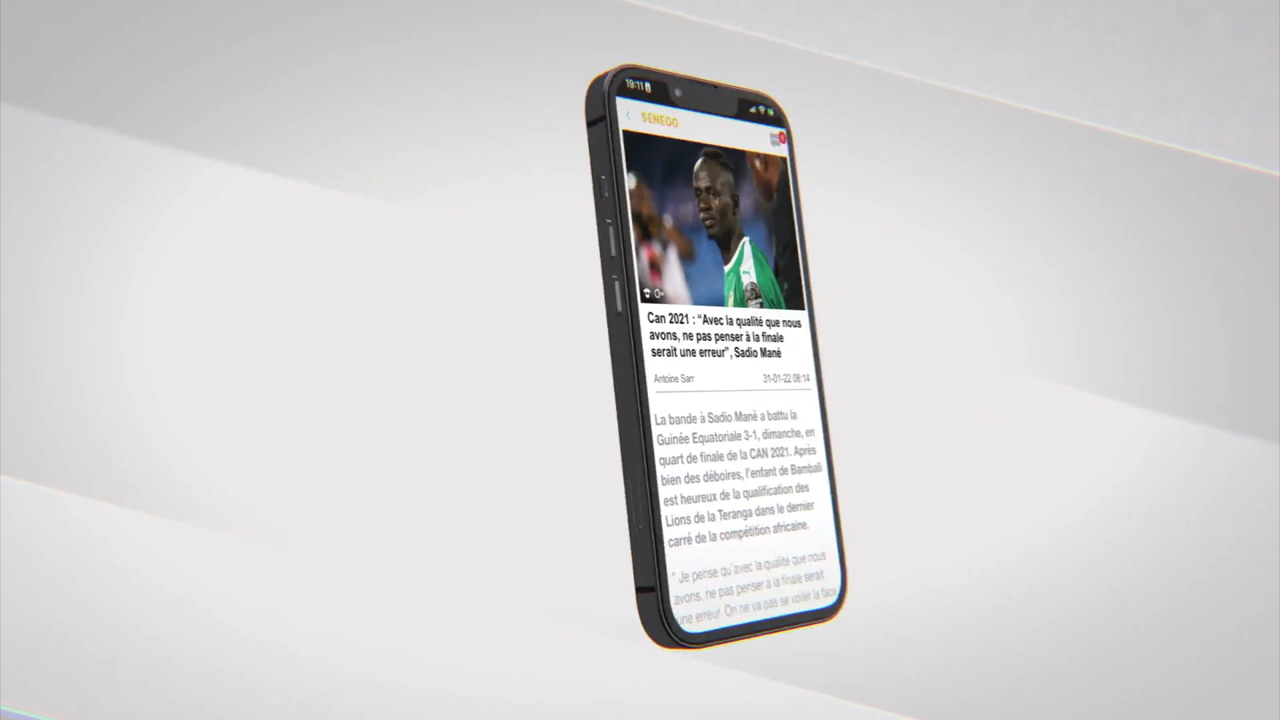 19:11
SENEGO
Can 2021 : “Avec la qualité que nous
avons, ne pas penser à la finale
serait une erreur”, Sadio Mané
Antoine Sarr 31-01-22 08:14
La bande à Sadio Mané a battu la
Guinée Equatoriale 3-1, dimanche, en
quart de finale de la CAN 2021. Après
bien des déboires, l’enfant de Bambali
est heureux de la qualification des
Lions de la Teranga dans le dernier
carré de la compétition africaine.
“ Je pense qu’avec la qualité que nous
avons, ne pas penser à la finale serait
une erreur. On ne va pas se voiler la face